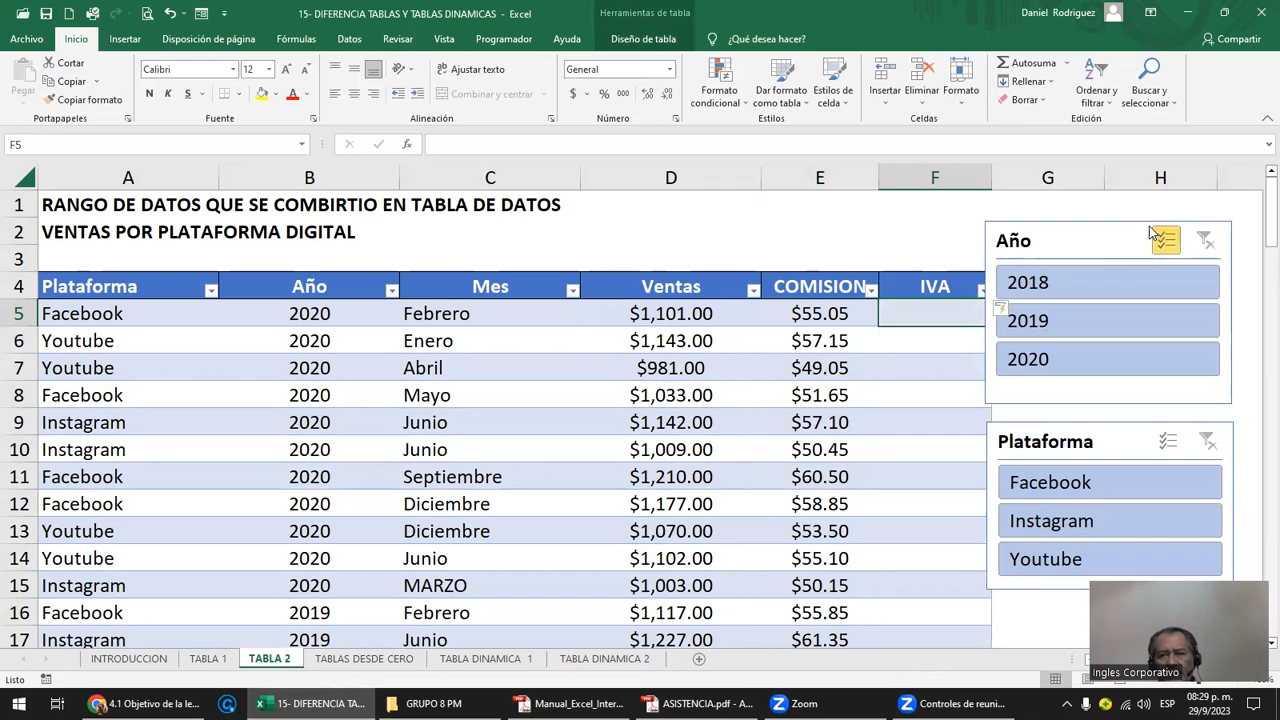 15- DIFERENCIA TABLAS Y TABLAS DINAMICAS - Excel
Herramientas de tabla
Daniel Rodriguez
Archivo Inicio Insertar Disposición de página Fórmulas Datos Revisar Vista Programador Ayuda Diseño de tabla ¿Qué desea hacer? Compartir
Pegar
Cortar
Copiar
Copiar formato
Portapapeles
Calibri 12
N K S
Fuente
Ajustar texto
Combinar y centrar
Alineación
General
$ % 000
Número
Formato condicional
Dar formato como tabla
Estilos de celda
Estilos
Insertar Eliminar Formato
Celdas
Autosuma
Rellenar
Borrar
Ordenar y filtrar
Buscar y seleccionar
Edición
F5
A B C D E F G H
1 RANGO DE DATOS QUE SE COMBIRTIO EN TABLA DE DATOS
2 VENTAS POR PLATAFORMA DIGITAL
3
4 Plataforma Año Mes Ventas COMISION IVA
5 Facebook 2020 Febrero $1,101.00 $55.05
6 Youtube 2020 Enero $1,143.00 $57.15
7 Youtube 2020 Abril $981.00 $49.05
8 Facebook 2020 Mayo $1,033.00 $51.65
9 Instagram 2020 Junio $1,142.00 $57.10
10 Instagram 2020 Junio $1,009.00 $50.45
11 Facebook 2020 Septiembre $1,210.00 $60.50
12 Facebook 2020 Diciembre $1,177.00 $58.85
13 Youtube 2020 Diciembre $1,070.00 $53.50
14 Youtube 2020 Junio $1,102.00 $55.10
15 Instagram 2020 MARZO $1,003.00 $50.15
16 Facebook 2019 Febrero $1,117.00 $55.85
17 Instagram 2019 Junio $1,227.00 $61.35
Año
2018
2019
2020
Plataforma
Facebook
Instagram
Youtube
Ingles Corporativo
INTRODUCCION TABLA 1 TABLA 2 TABLAS DESDE CERO TABLA DINAMICA 1 TABLA DINAMICA 2
Listo
4.1 Objetivo de la le...
15- DIFERENCIA TA...
GRUPO 8 PM
Manual_Excel_Inter...
ASISTENCIA.pdf - A...
Zoom
Controles de reuni...
ESP
08:29 p. m.
29/9/2023